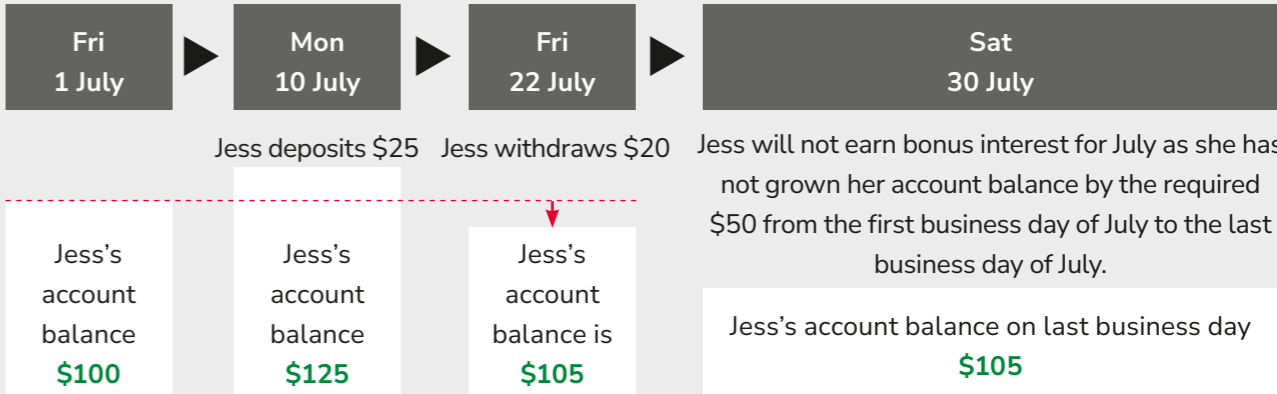 Fri
1 July
Mon
10 July
Fri
22 July
Sat
30 July
Jess deposits $25
Jess withdraws $20
Jess will not earn bonus interest for July as she has
not grown her account balance by the required
$50 from the first business day of July to the last
business day of July.
Jess's
account
balance
$100
Jess's
account
balance
$125
Jess's
account
balance is
$105
Jess's account balance on last business day
$105